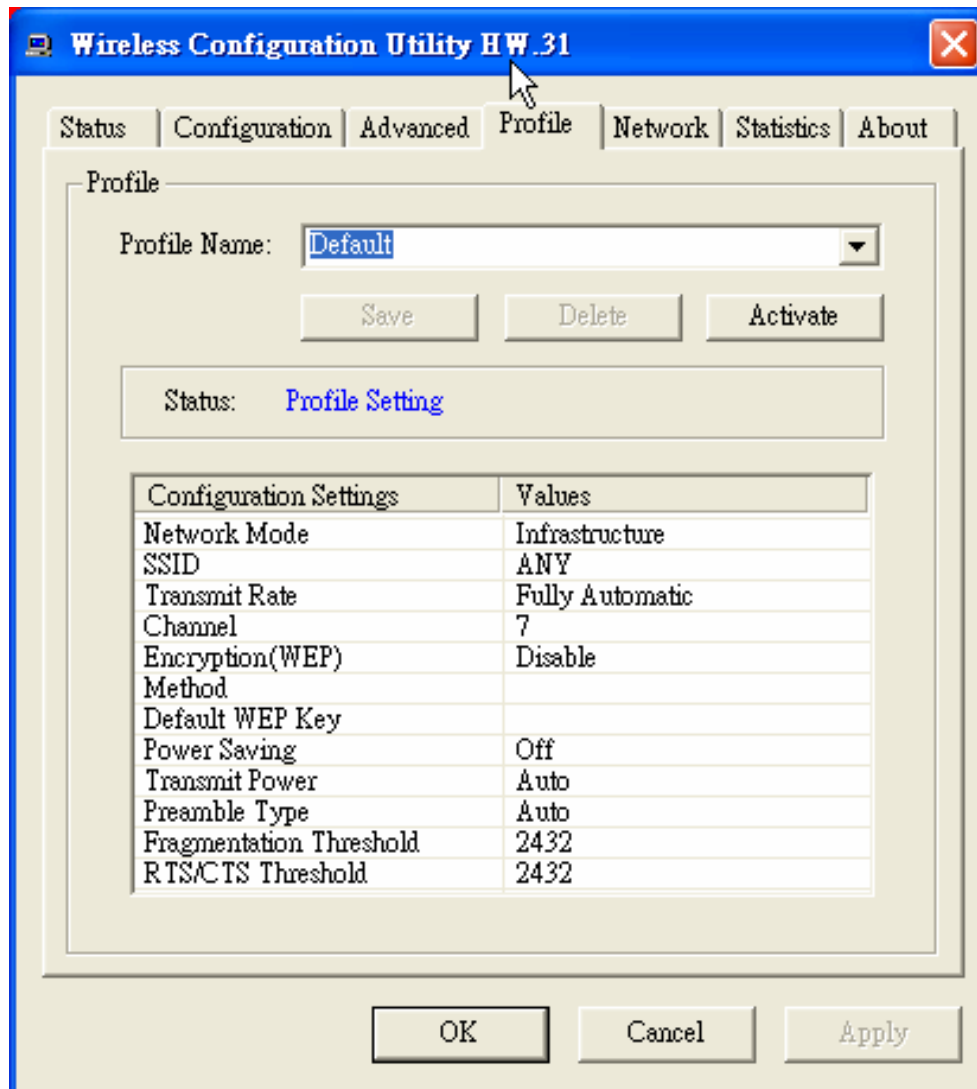 Wireless Configuration Utility HW.31
Status Configuration Advanced Profile Network Statistics About
Profile
Profile Name: Default
Save Delete Activate
Status: Profile Setting
Configuration Settings Values
Network Mode Infrastructure
SSID ANY
Transmit Rate Fully Automatic
Channel 7
Encryption(WEP) Disable
Method
Default WEP Key
Power Saving Off
Transmit Power Auto
Preamble Type Auto
Fragmentation Threshold 2432
RTS/CTS Threshold 2432
OK Cancel Apply